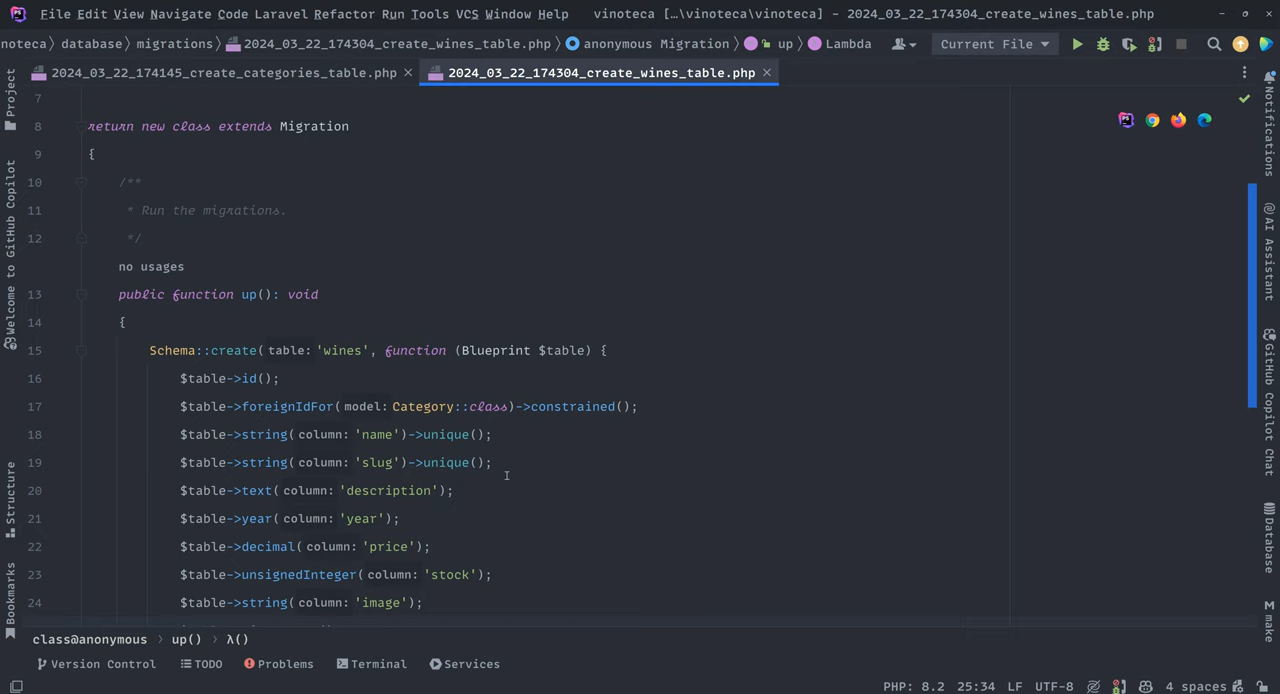 File Edit View Navigate Code Laravel Refactor Run Tools VCS Window Help vinoteca […\vinoteca\vinoteca] - 2024_03_22_174304_create_wines_table.php
noteca database migrations 2024_03_22_174304_create_wines_table.php anonymous Migration up Lambda Current File
2024_03_22_174145_create_categories_table.php 2024_03_22_174304_create_wines_table.php
Project
Welcome to GitHub Copilot
Structure
Bookmarks
7
8 return new class extends Migration
9 {
10 /**
11 * Run the migrations.
12 */
no usages
13 public function up(): void
14 {
15 Schema::create( table: 'wines', function (Blueprint $table) {
16 $table->id();
17 $table->foreignIdFor( model: Category::class)->constrained();
18 $table->string( column: 'name')->unique();
19 $table->string( column: 'slug')->unique();
20 $table->text( column: 'description');
21 $table->year( column: 'year');
22 $table->decimal( column: 'price');
23 $table->unsignedInteger( column: 'stock');
24 $table->string( column: 'image');
Notifications
AI Assistant
GitHub Copilot Chat
Database
make
class@anonymous up() λ()
Version Control TODO Problems Terminal Services
PHP: 8.2 25:34 LF UTF-8 4 spaces